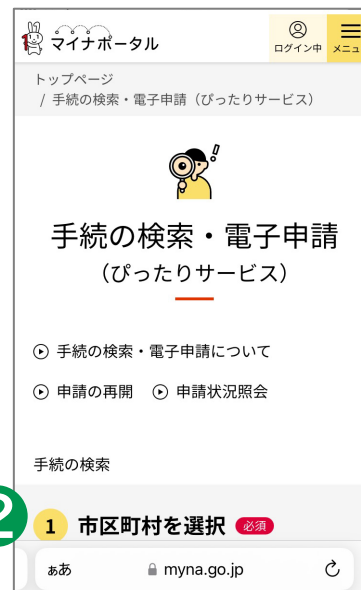 マイナポータル
ログイン中
メニュー
トップページ
/ 手続の検索・電子申請（ぴったりサービス）
手続の検索・電子申請
（ぴったりサービス）
手続の検索・電子申請について
申請の再開 申請状況照会
手続の検索
2
1 市区町村を選択 必須
ぁあ myna.go.jp